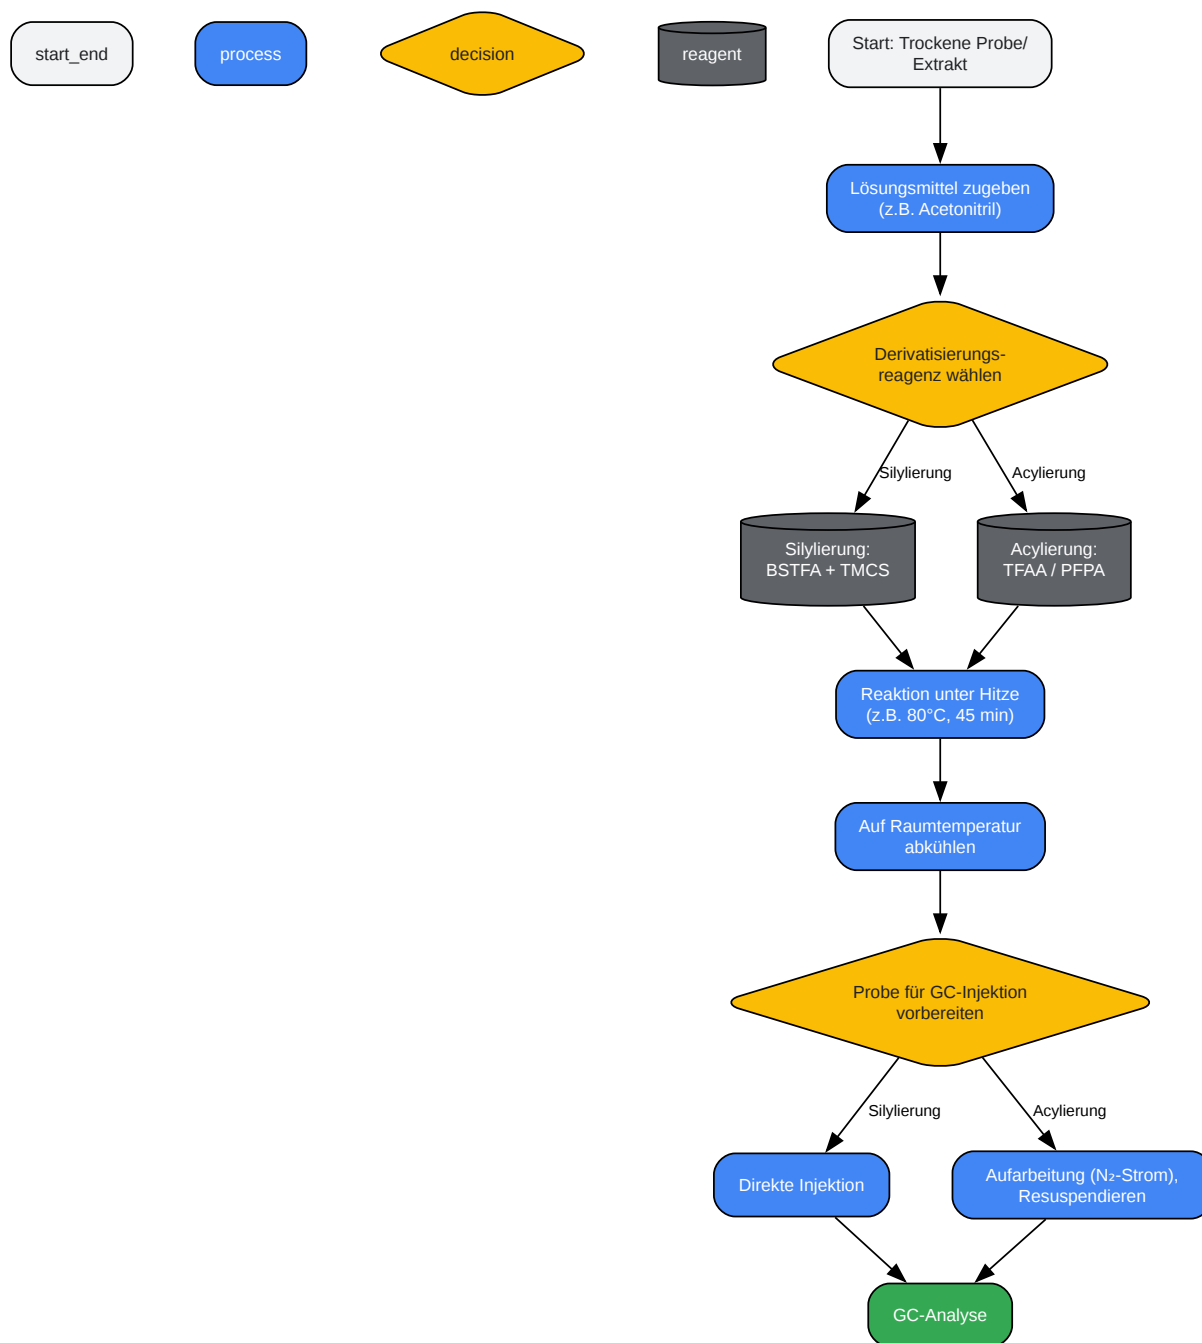 start_end
process
decision
reagent
Start: Trockene Probe/
Extrakt
Lösungsmittel zugeben
(z.B. Acetonitril)
Derivatisierungs-
reagenz wählen
Silylierung
Acylierung
Silylierung:
BSTFA + TMCS
Acylierung:
TFAA / PFPA
Reaktion unter Hitze
(z.B. 80°C, 45 min)
Auf Raumtemperatur
abkühlen
Probe für GC-Injektion
vorbereiten
Silylierung
Acylierung
Direkte Injektion
Aufarbeitung (N₂-Strom),
Resuspendieren
GC-Analyse